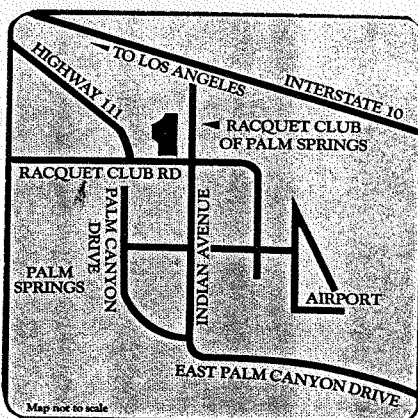 HIGHWAY 111
TO LOS ANGELES
INTERSTATE 10
RACQUET CLUB
OF PALM SPRINGS
RACQUET CLUB RD
PALM CANYON
DRIVE
INDIAN AVENUE
PALM
SPRINGS
AIRPORT
EAST PALM CANYON DRIVE
Map not to scale